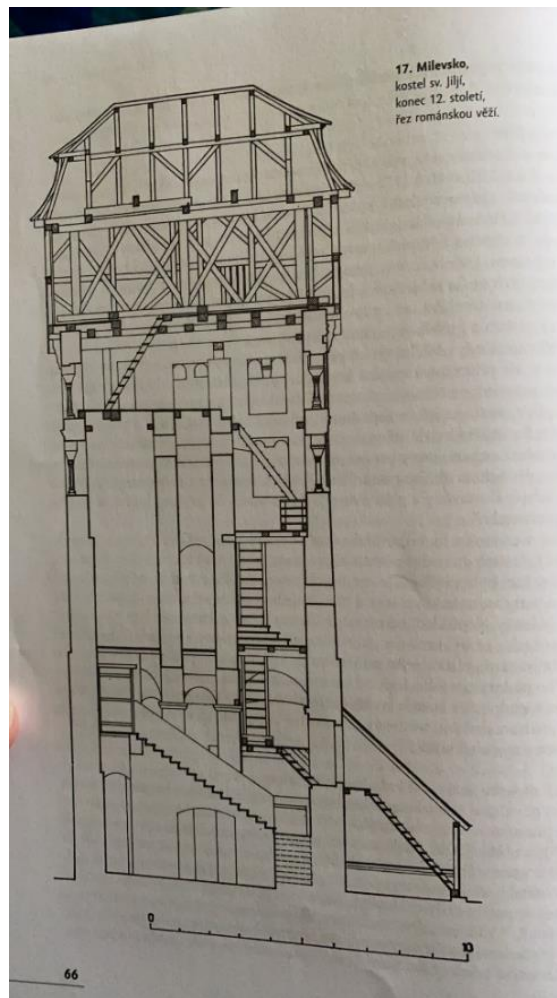 17. Milevsko,
kostel sv. Jiljí,
konec 12. století,
řez románskou věží.
0 10
66